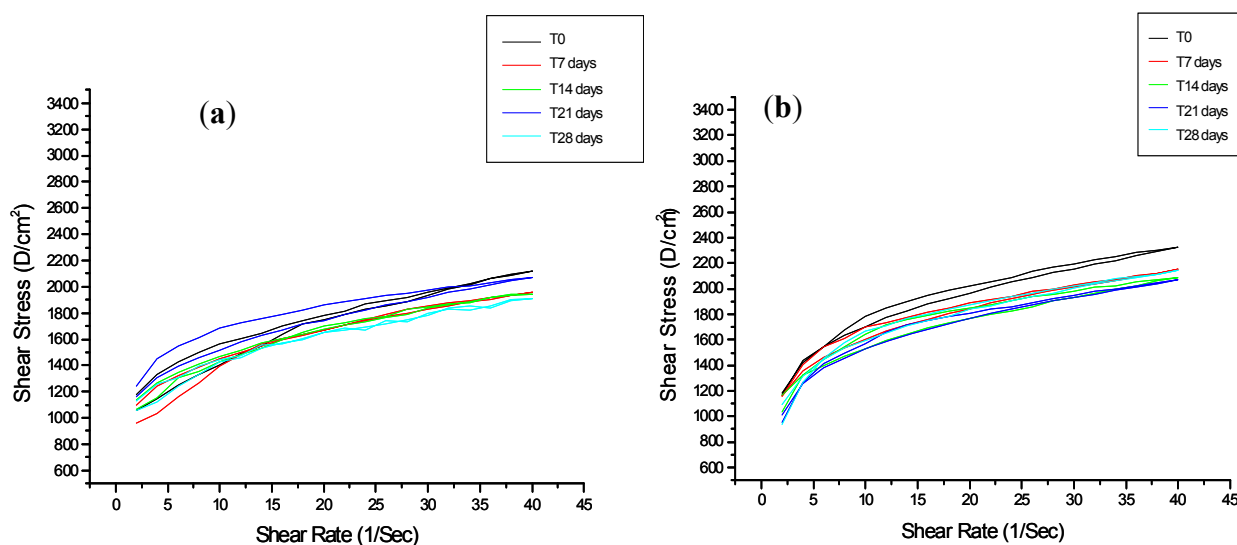 T0
T7 days
T14 days
T21 days
T28 days
(a)
3400
3200
3000
2800
2600
2400
2200
2000
1800
1600
1400
1200
1000
800
600
Shear Stress (D/cm²)
0 5 10 15 20 25 30 35 40 45
Shear Rate (1/Sec)
T0
T7 days
T14 days
T21 days
T28 days
(b)
3400
3200
3000
2800
2600
2400
2200
2000
1800
1600
1400
1200
1000
800
600
Shear Stress (D/cm²)
0 5 10 15 20 25 30 35 40 45
Shear Rate (1/Sec)